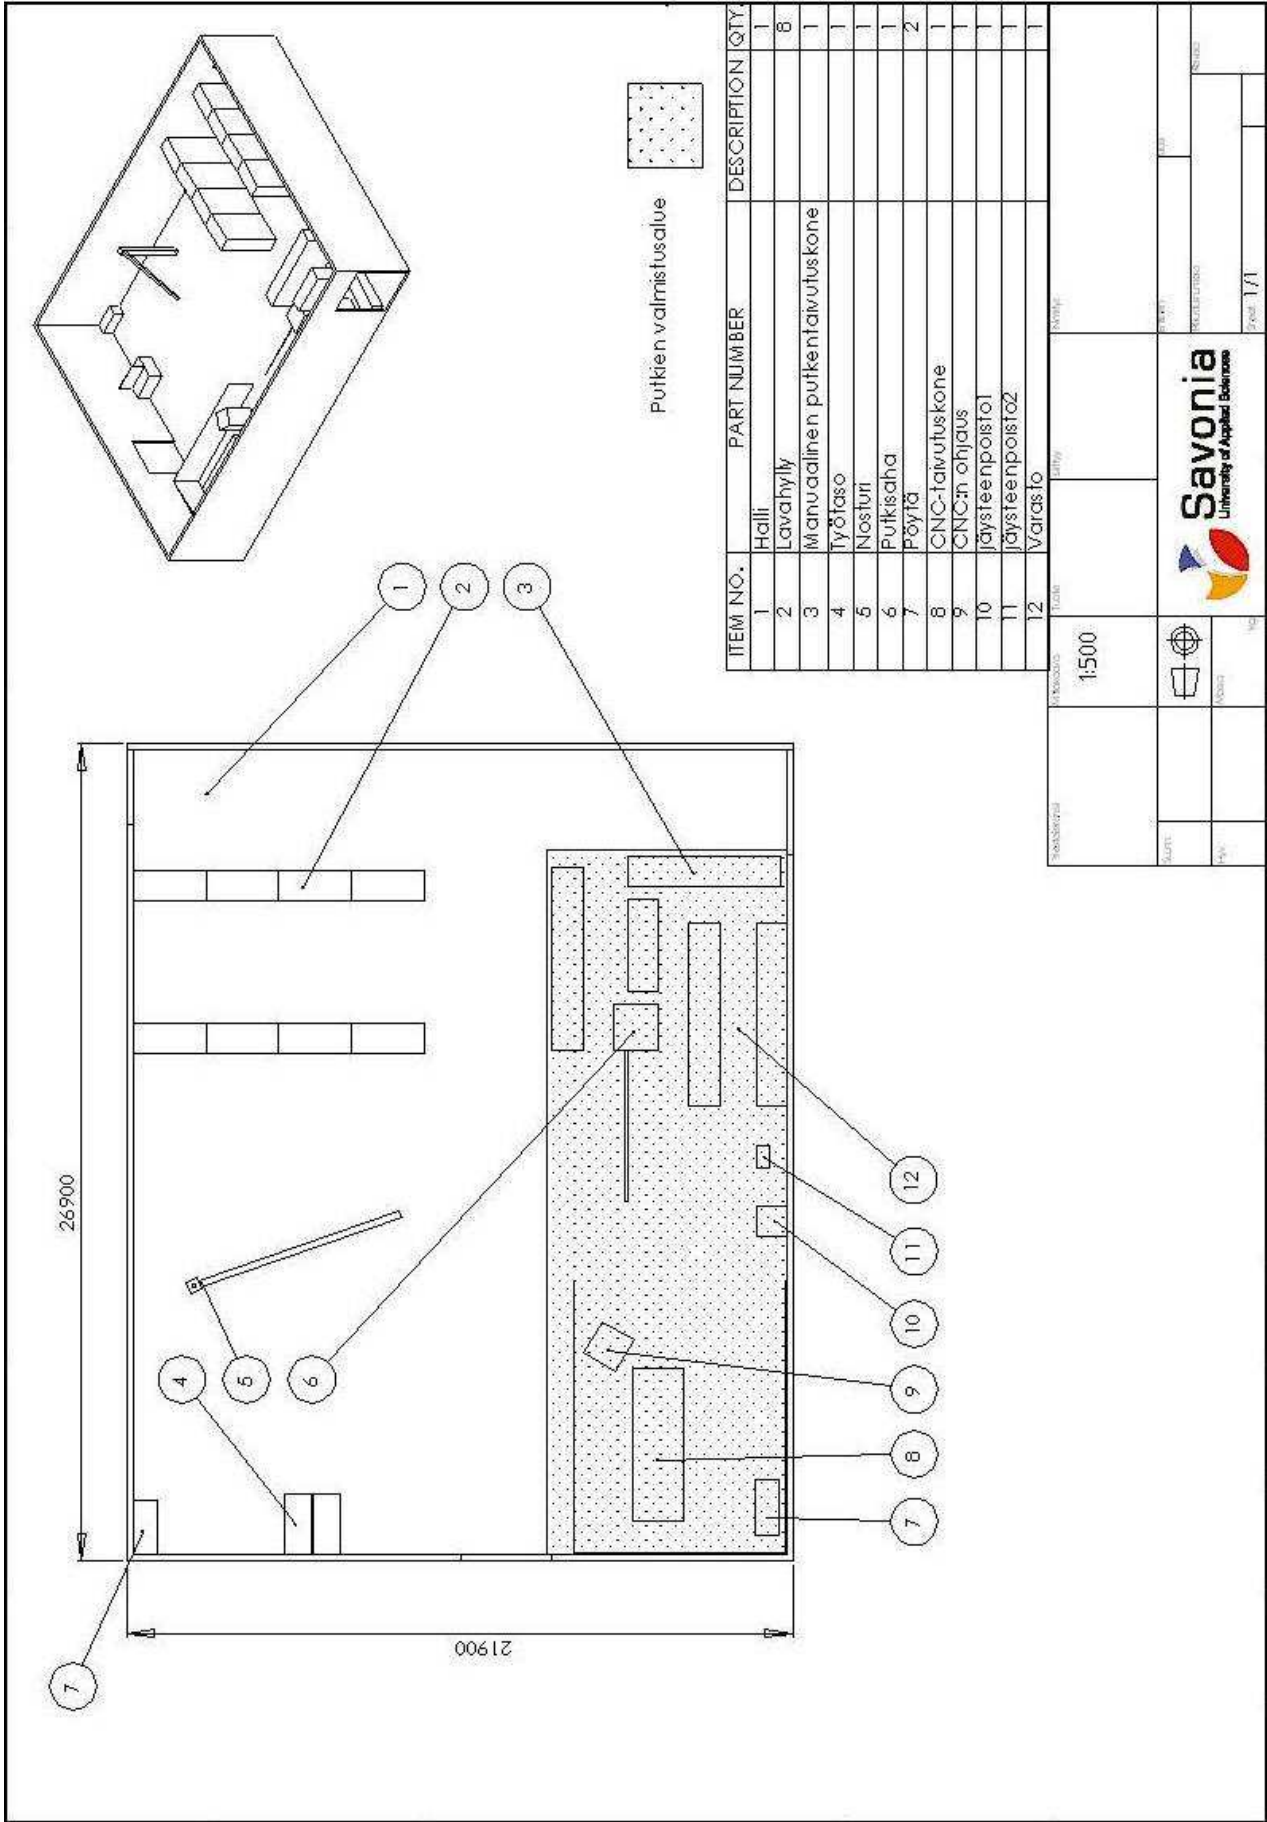 26900
21900
1
2
3
4
5
6
7
7
8
9
10
11
12
Putkien valmistusalue
ITEM NO. PART NUMBER DESCRIPTION QTY.
1 Halli 1
2 Lavahylly 8
3 Manuaalinen putkentaivutuskone 1
4 Työtaso 1
5 Nosturi 1
6 Putkisaha 1
7 Pöytä 2
8 CNC-taivutuskone 1
9 CNC:n ohjaus 1
10 jäysteenpoisto1 1
11 jäysteenpoisto2 1
12 Varasto 1
1:500
Savonia
University of Applied Sciences
Sheet 1/1